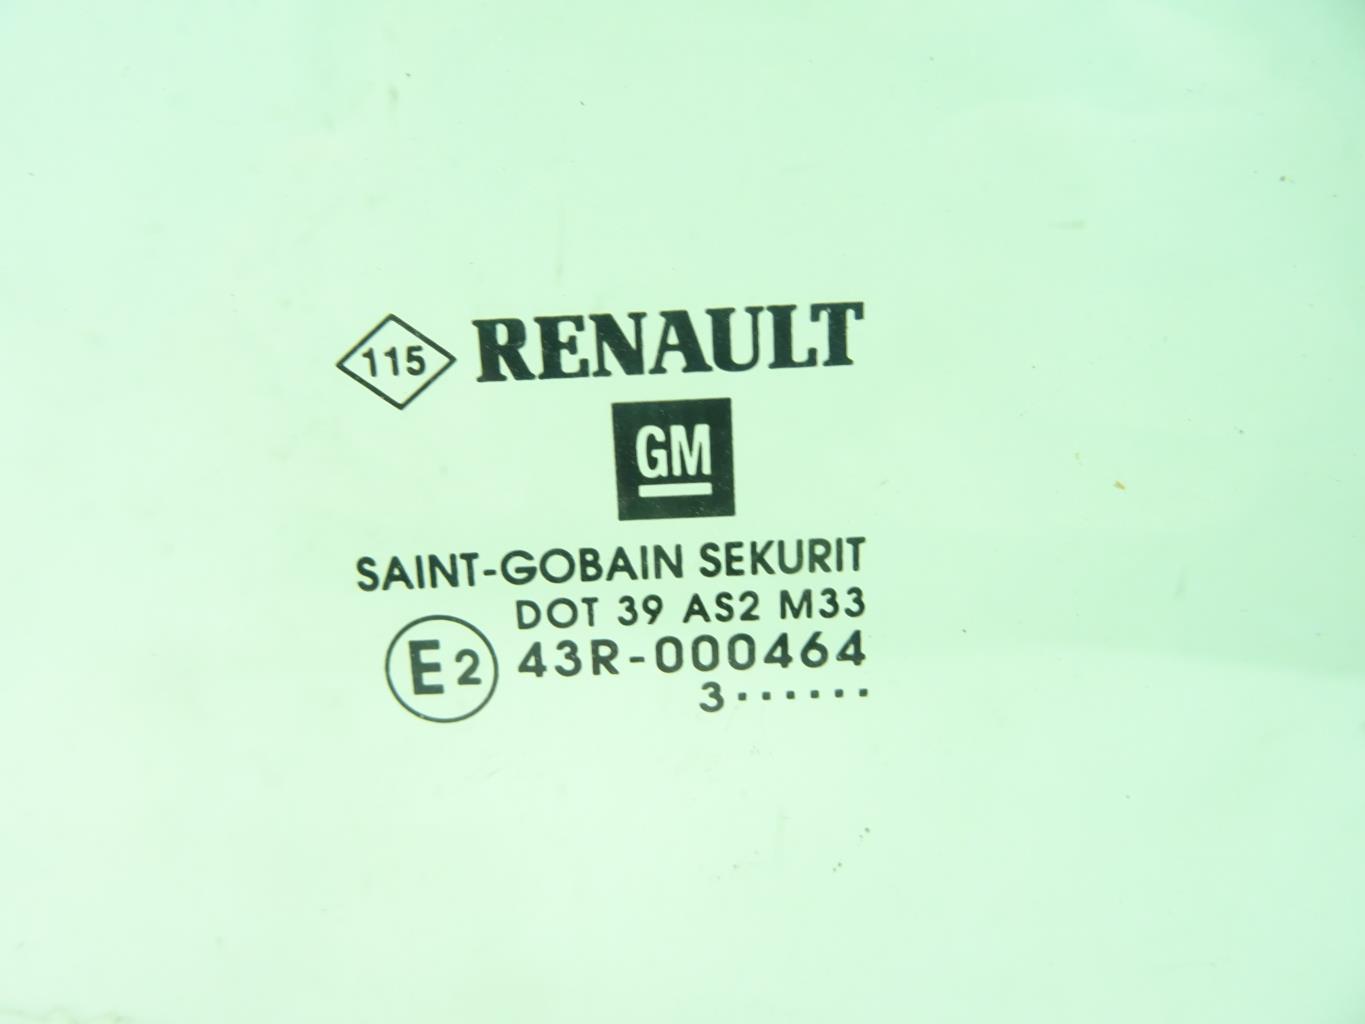 115 RENAULT
GM
SAINT-GOBAIN SEKURIT
DOT 39 AS2 M33
E2 43R-000464
3······